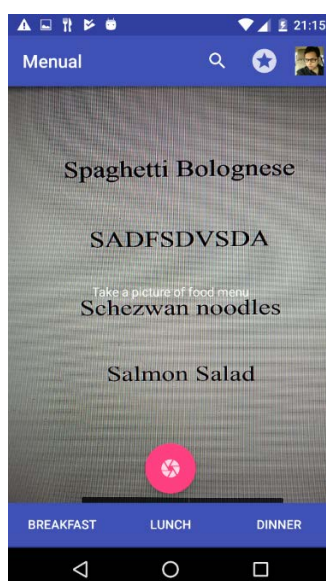 21:15
Menual
Spaghetti Bolognese
SADFSDVSDA
Take a picture of food menu
Schezwan noodles
Salmon Salad
BREAKFAST LUNCH DINNER